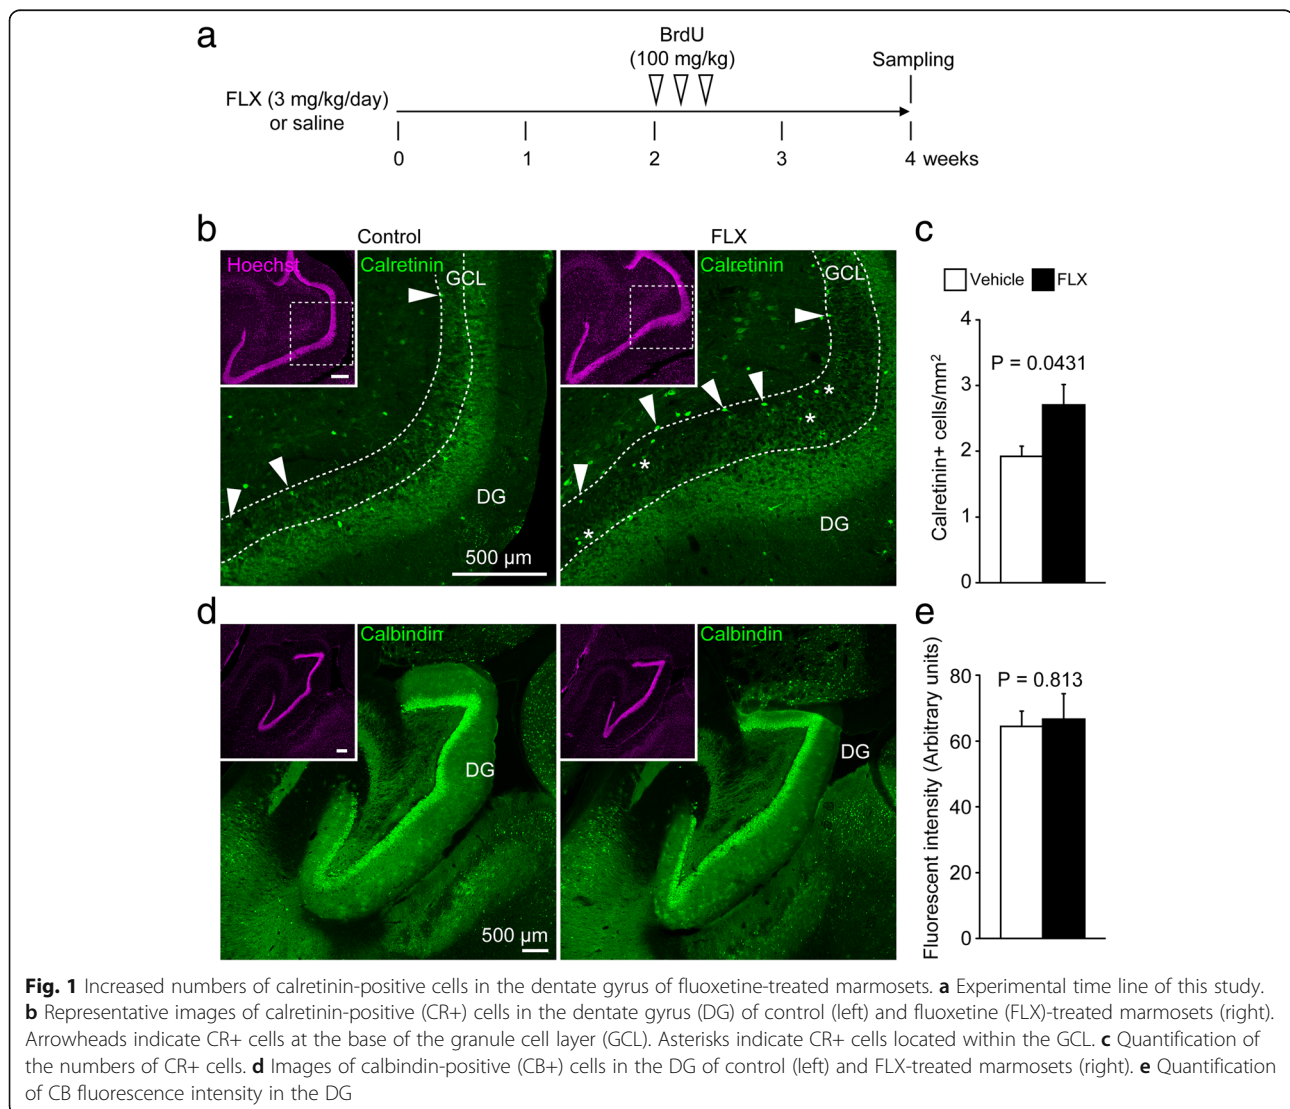 a
BrdU
(100 mg/kg)
Sampling
FLX (3 mg/kg/day)
or saline
0
1
2
3
4 weeks
b
Control
FLX
Hoechst
Calretinin
GCL
DG
500 µm
Calretinin
GCL
*
*
*
*
DG
c
Vehicle
FLX
Calretinin+ cells/mm²
4
3
2
1
0
P = 0.0431
d
Calbindin
DG
500 µm
Calbindin
DG
e
Fluorescent intensity (Arbitrary units)
80
60
40
20
0
P = 0.813
Fig. 1 Increased numbers of calretinin-positive cells in the dentate gyrus of fluoxetine-treated marmosets. a Experimental time line of this study.
b Representative images of calretinin-positive (CR+) cells in the dentate gyrus (DG) of control (left) and fluoxetine (FLX)-treated marmosets (right).
Arrowheads indicate CR+ cells at the base of the granule cell layer (GCL). Asterisks indicate CR+ cells located within the GCL. c Quantification of
the numbers of CR+ cells. d Images of calbindin-positive (CB+) cells in the DG of control (left) and FLX-treated marmosets (right). e Quantification
of CB fluorescence intensity in the DG